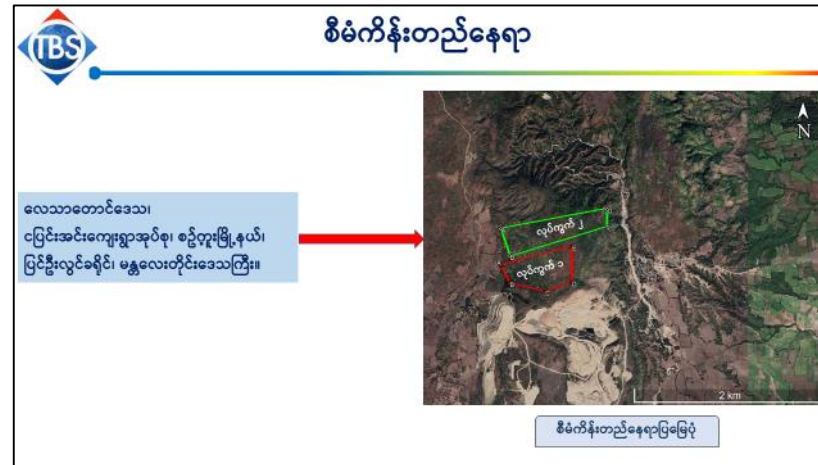 TBS
စီမံကိန်းတည်နေရာ
N
လေသာတောင်ဒေသ၊
ငပြင်းအင်းကျေးရွာအုပ်စု၊ စဉ့်ကူးမြို့နယ်၊
ပြင်ဦးလွင်ခရိုင်၊ မန္တလေးတိုင်းဒေသကြီး။
လုပ်ကွက် ၂
လုပ်ကွက် ၁
2 km
စီမံကိန်းတည်နေရာပြမြေပုံ